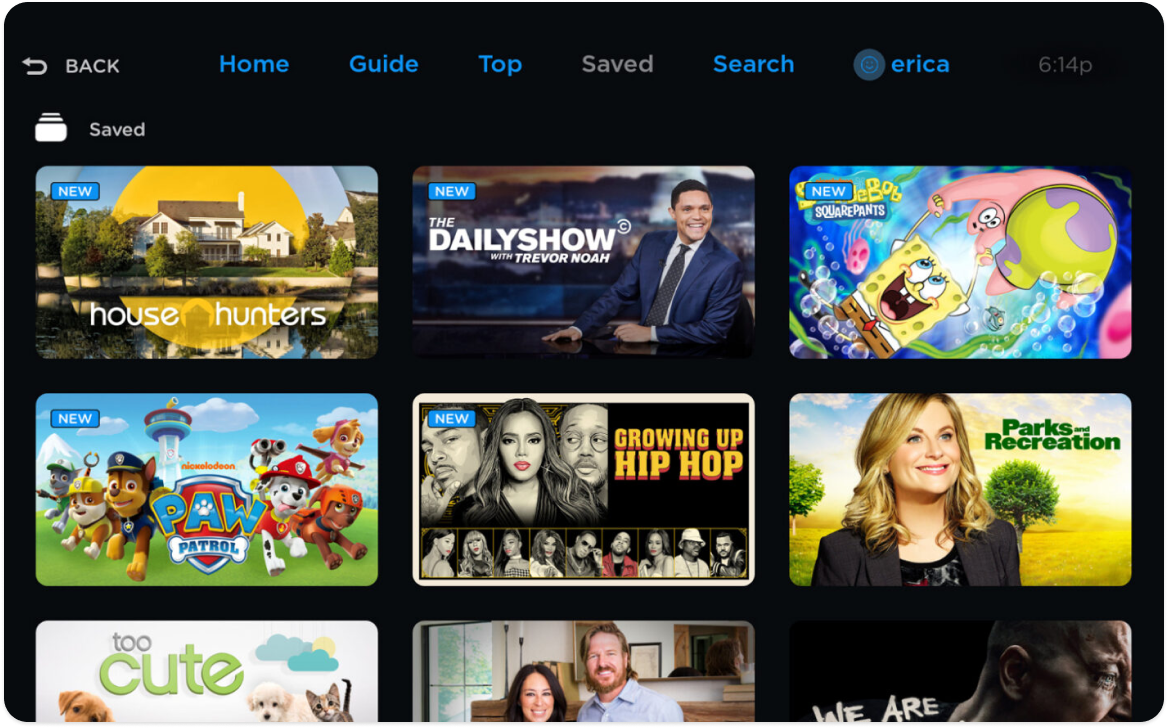 BACK
Home
Guide
Top
Saved
Search
erica
6:14p
Saved
NEW
house hunters
NEW
THE
DAILYSHOW
WITH TREVOR NOAH
NEW
SQUAREPANTS
NEW
nickelodeon
PAW
PATROL
NEW
GROWING UP
HIP HOP
Parks and
Recreation
too
cute
WE ARE